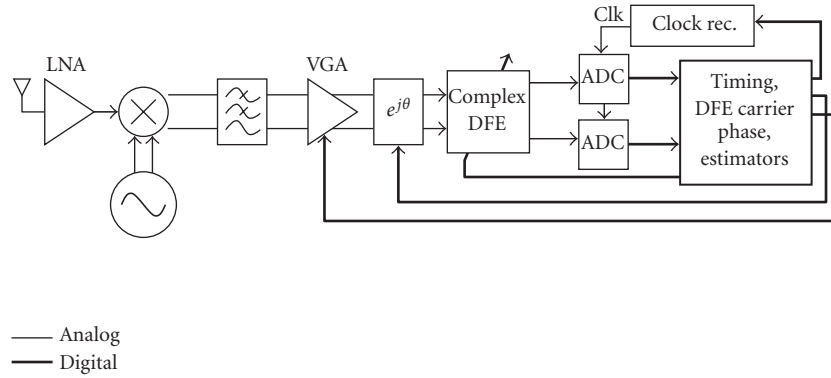 LNA
VGA
e^{jθ}
Complex
DFE
Clk
ADC
ADC
Clock rec.
Timing,
DFE carrier
phase,
estimators
Analog
Digital